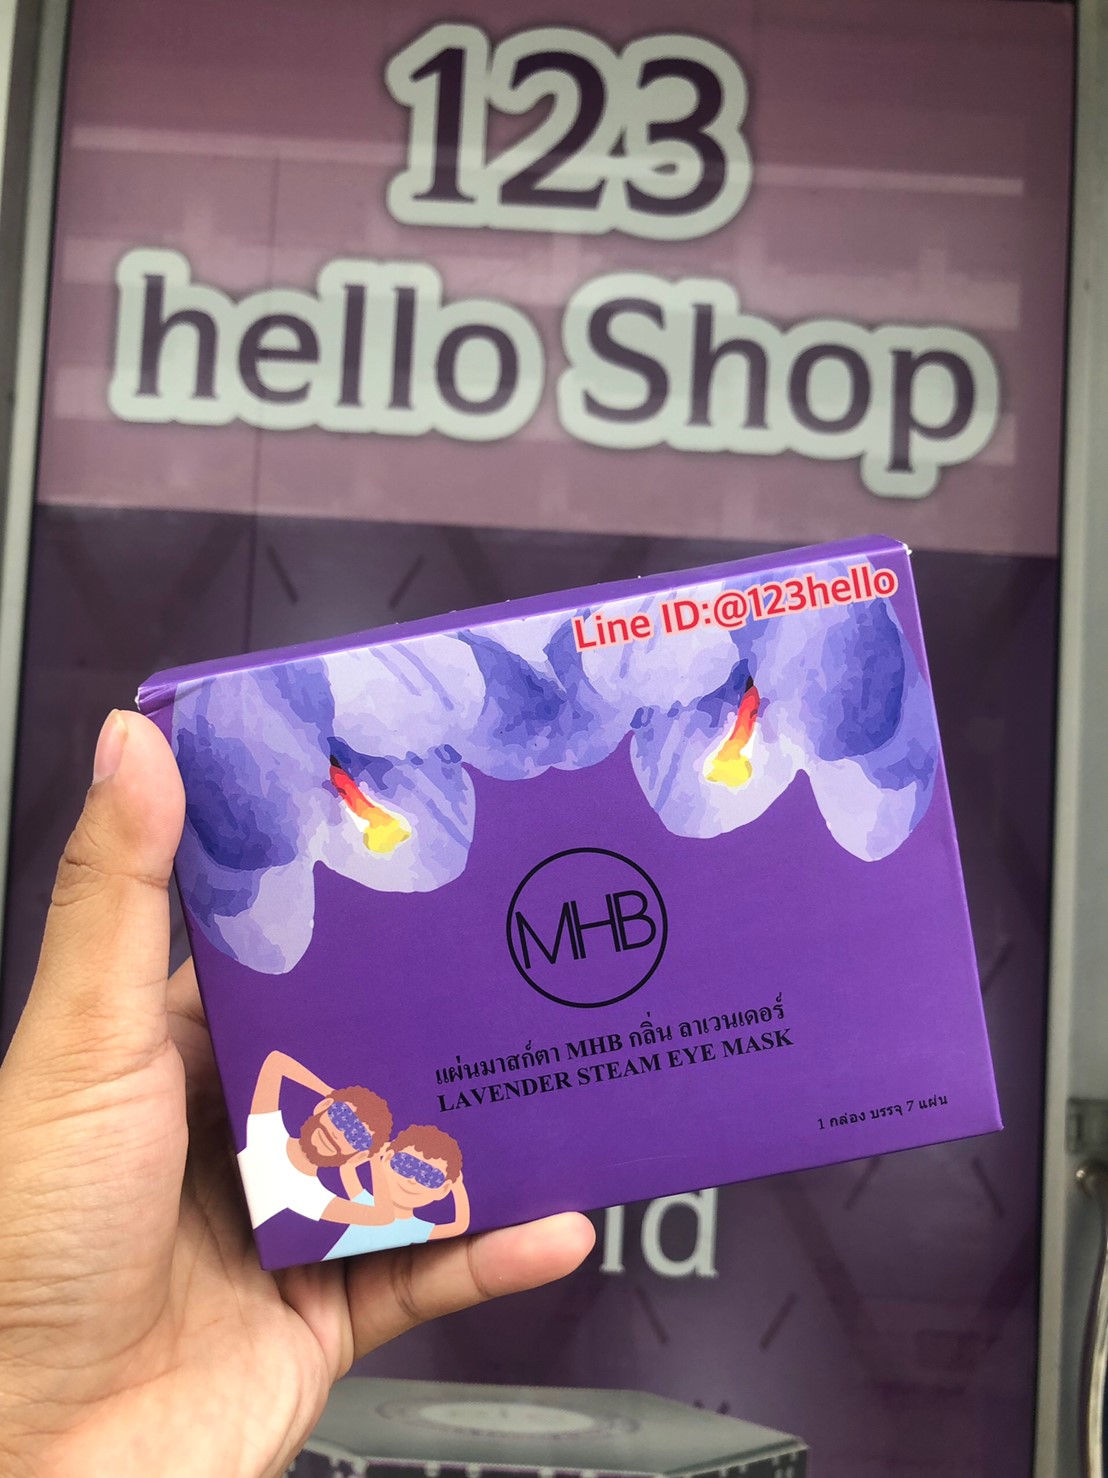 123
hello Shop
Line ID:@123hello
MHB
แผ่นมาส์กตา MHB กลิ่น ลาเวนเดอร์
LAVENDER STEAM EYE MASK
1 กล่อง บรรจุ 7 แผ่น